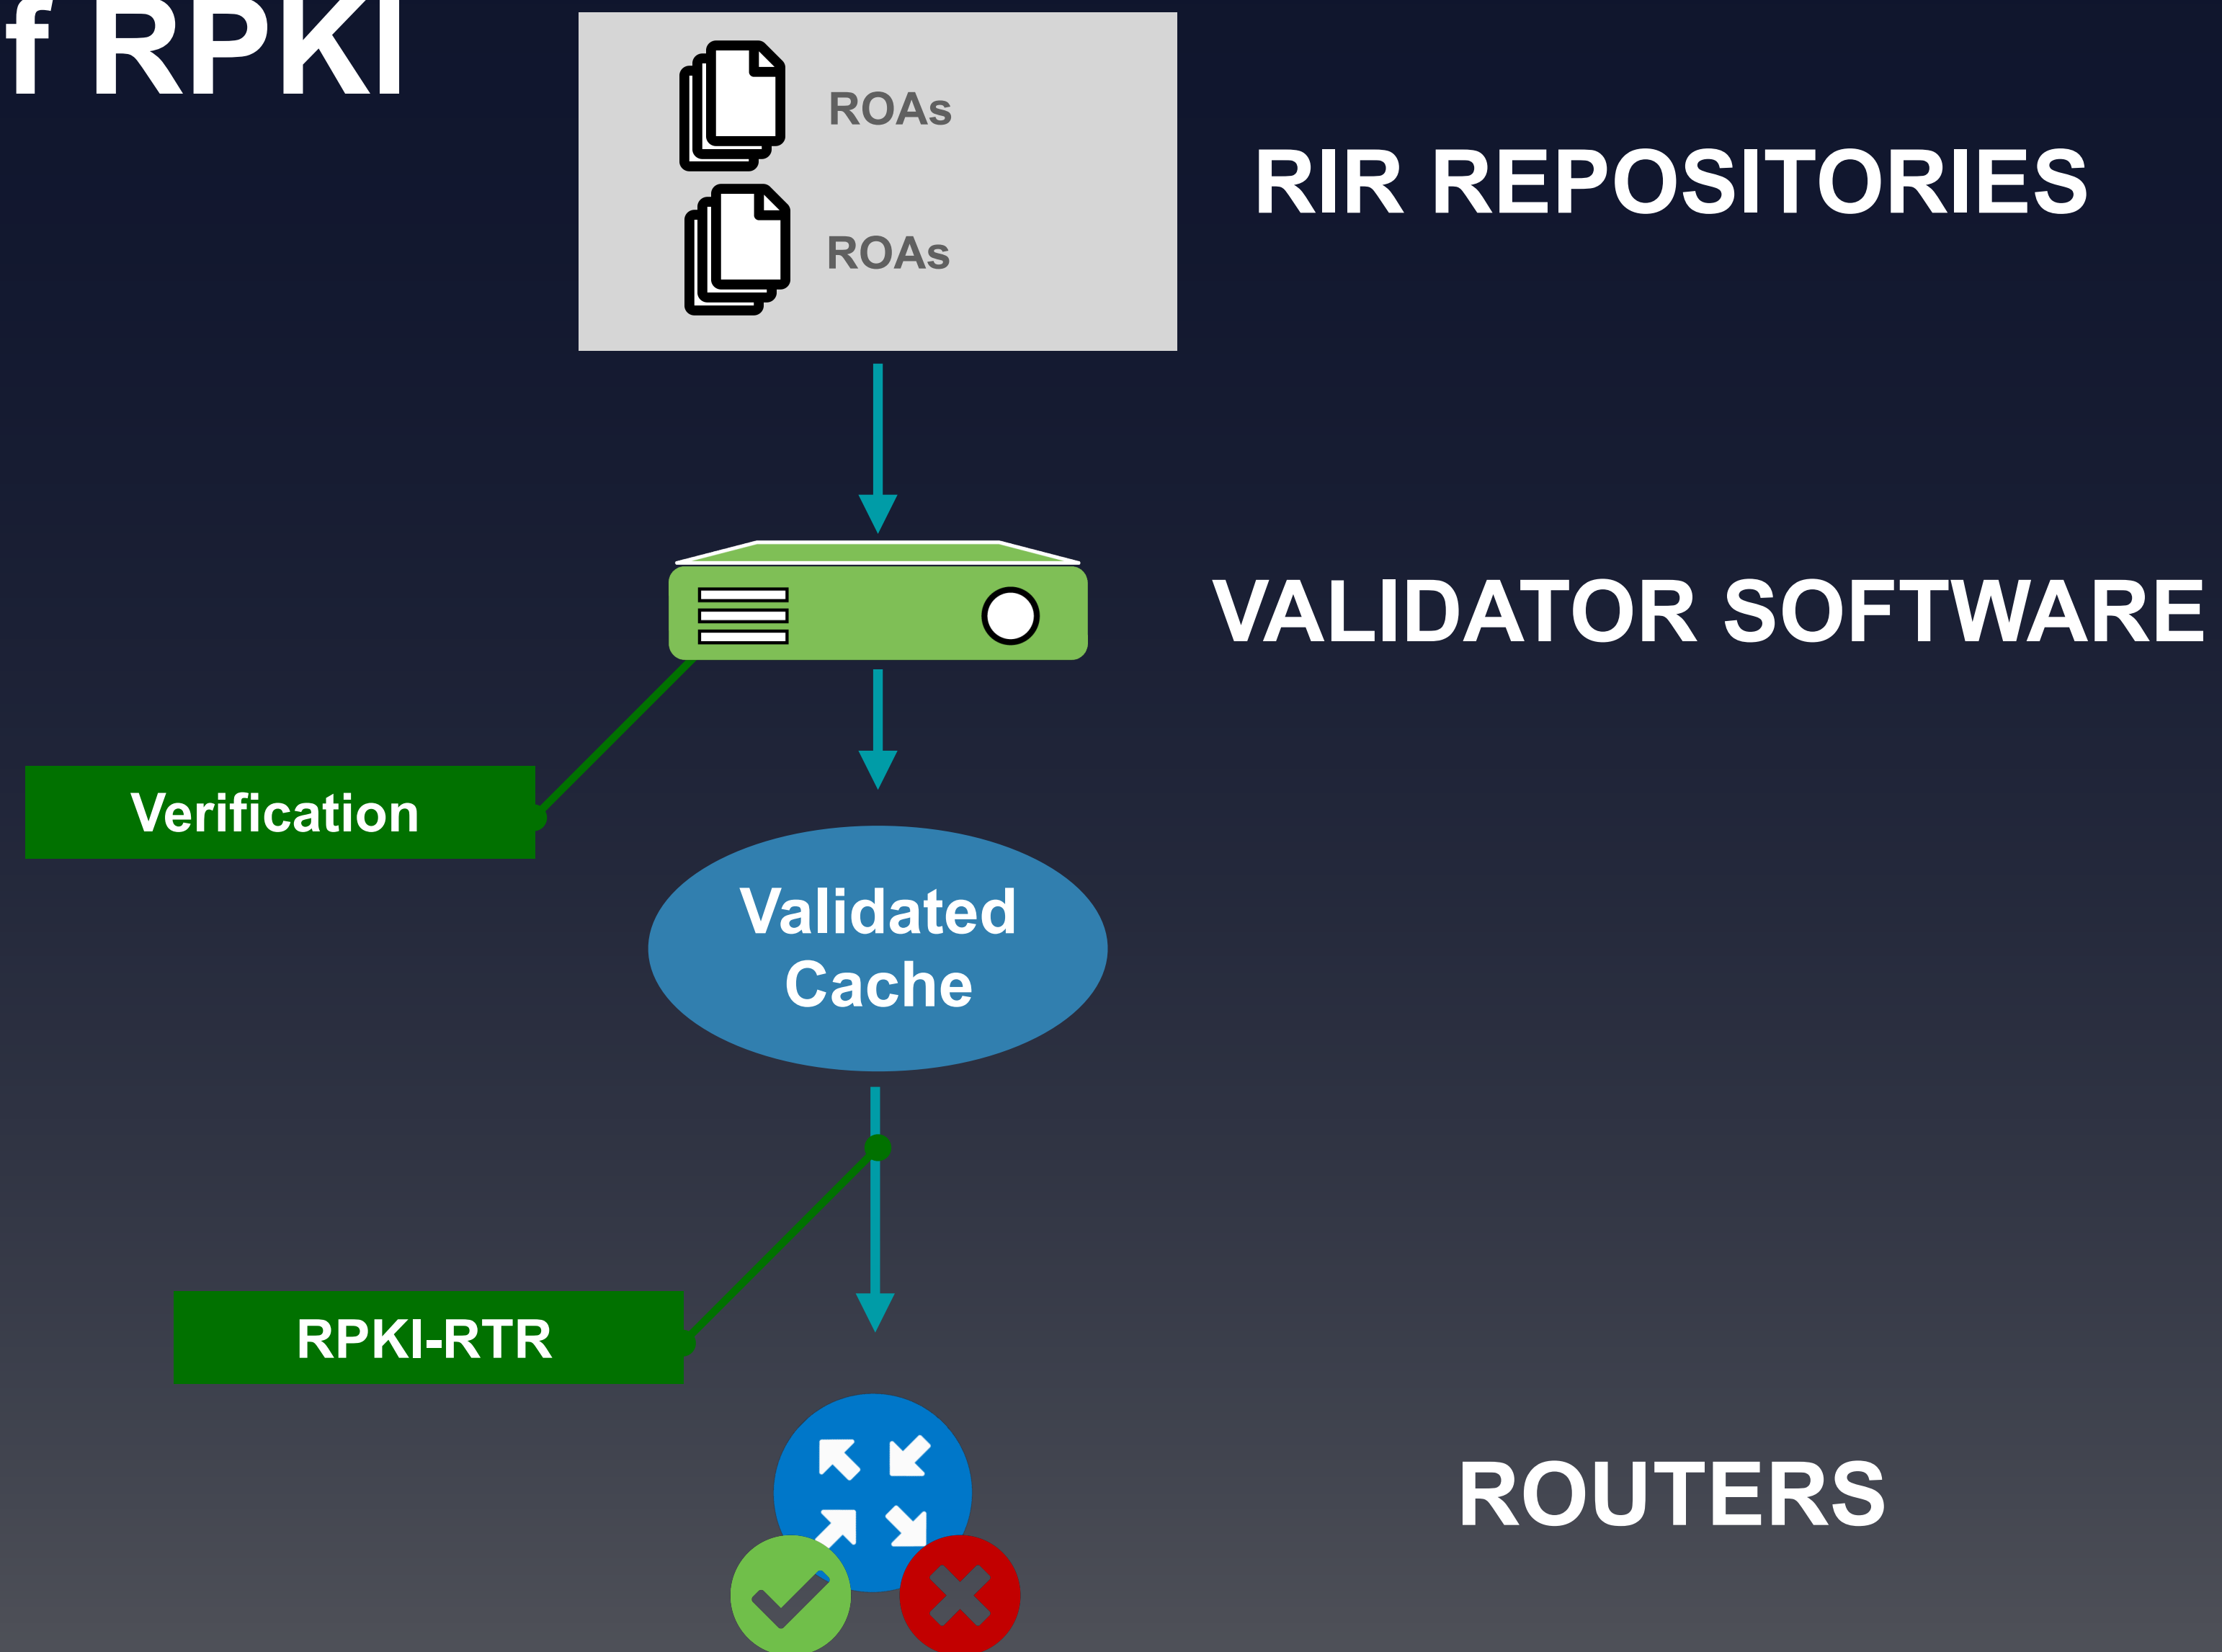 f RPKI
ROAs
ROAs
RIR REPOSITORIES
VALIDATOR SOFTWARE
Verification
Validated
Cache
RPKI-RTR
ROUTERS